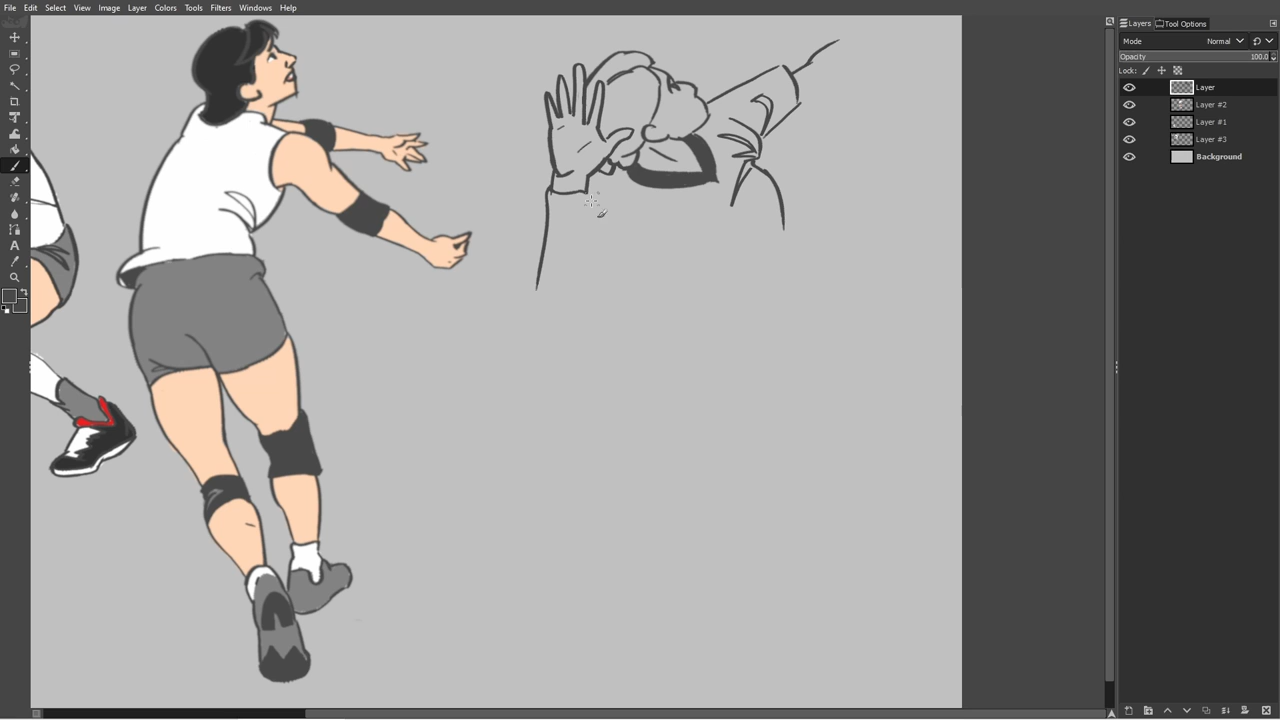 File Edit Select View Image Layer Colors Tools Filters Windows Help
Layers Tool Options
Mode Normal
Opacity 100.0
Lock:
Layer
Layer #2
Layer #1
Layer #3
Background